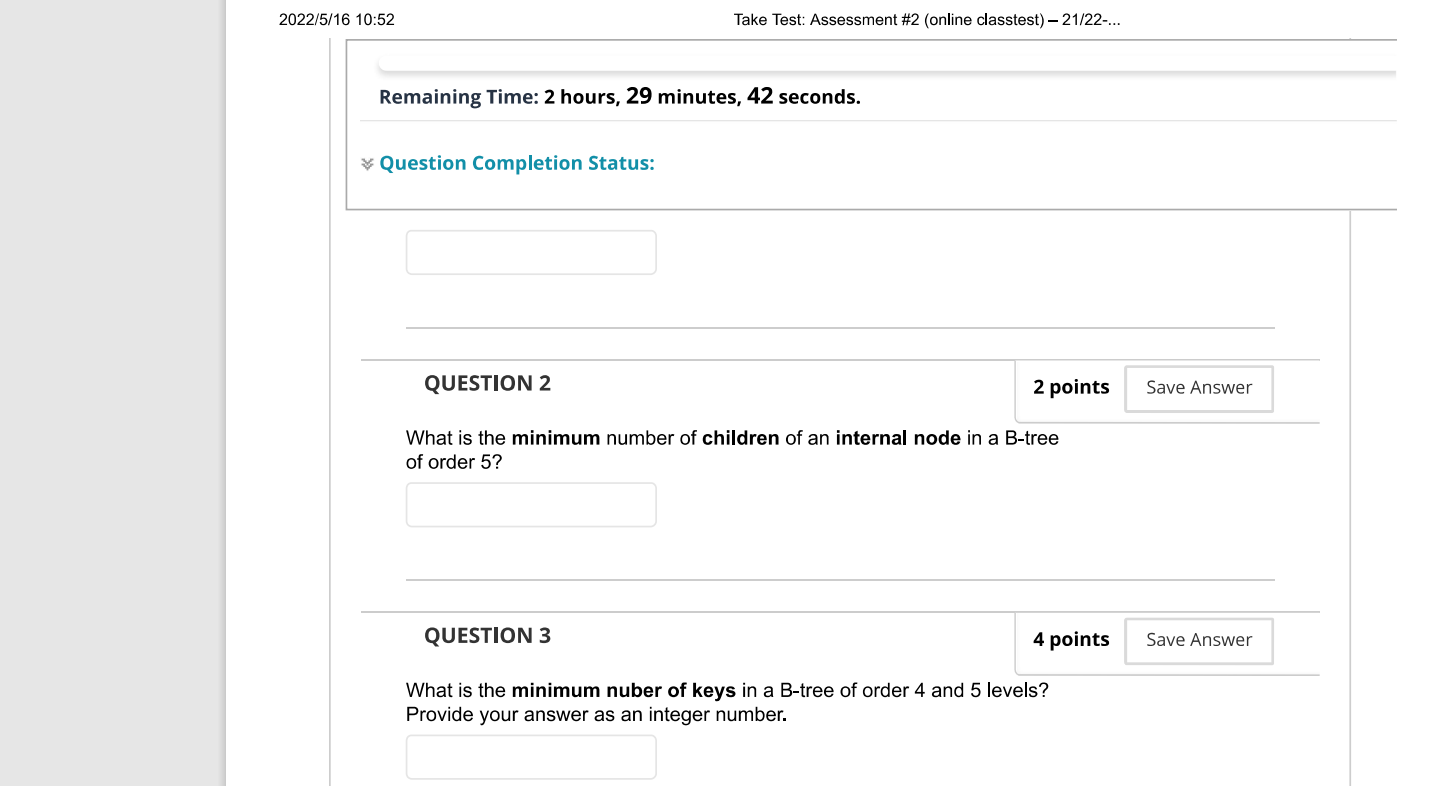 2022/5/16 10:52
Take Test: Assessment #2 (online classtest) – 21/22-...
Remaining Time: 2 hours, 29 minutes, 42 seconds.
Question Completion Status:
QUESTION 2
2 points
Save Answer
What is the minimum number of children of an internal node in a B-tree
of order 5?
QUESTION 3
4 points
Save Answer
What is the minimum nuber of keys in a B-tree of order 4 and 5 levels?
Provide your answer as an integer number.